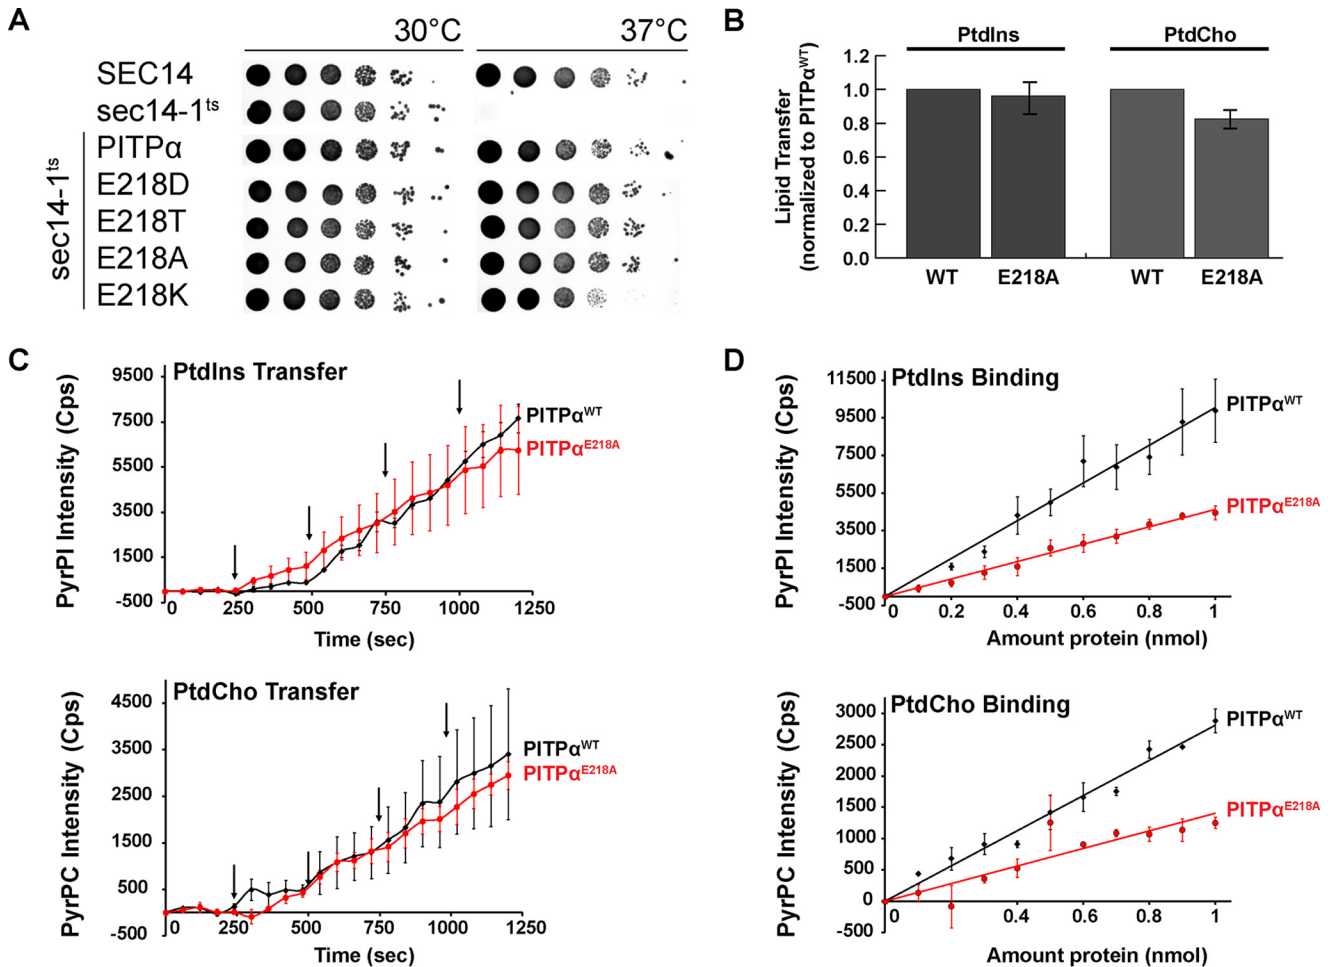 A
30°C
37°C
SEC14
sec14-1ts
sec14-1ts
PITPα
E218D
E218T
E218A
E218K
B
PtdIns
PtdCho
Lipid Transfer
(normalized to PITPαWT)
1.2
1.0
0.8
0.6
0.4
0.2
0.0
WT
E218A
WT
E218A
C
PtdIns Transfer
PyrPI Intensity (Cps)
9500
7500
5500
3500
1500
-500
PITPαWT
PITPαE218A
0
250
500
750
1000
1250
Time (sec)
PtdCho Transfer
PyrPC Intensity (Cps)
4500
3500
2500
1500
500
-500
PITPαWT
PITPαE218A
0
250
500
750
1000
1250
Time (sec)
D
PtdIns Binding
PyrPI Intensity (Cps)
11500
9500
7500
5500
3500
1500
-500
PITPαWT
PITPαE218A
0
0.2
0.4
0.6
0.8
1
Amount protein (nmol)
PtdCho Binding
PyrPC Intensity (Cps)
3000
2500
2000
1500
1000
500
0
-500
PITPαWT
PITPαE218A
0.4
0.6
0.8
1
Amount protein (nmol)